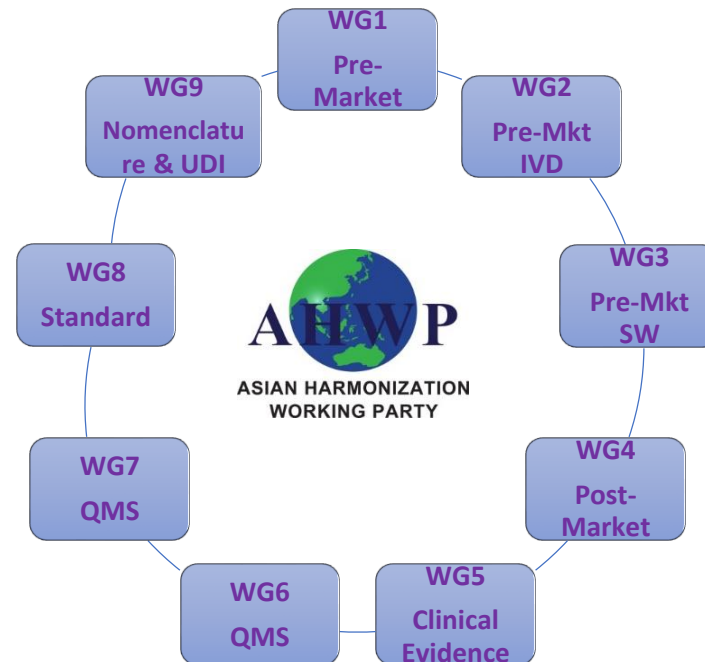 WG1
Pre-
Market
WG2
Pre-Mkt
IVD
WG3
Pre-Mkt
SW
WG4
Post-
Market
WG5
Clinical
Evidence
WG6
QMS
WG7
QMS
WG8
Standard
WG9
Nomenclatu
re & UDI
AHWP
ASIAN HARMONIZATION
WORKING PARTY